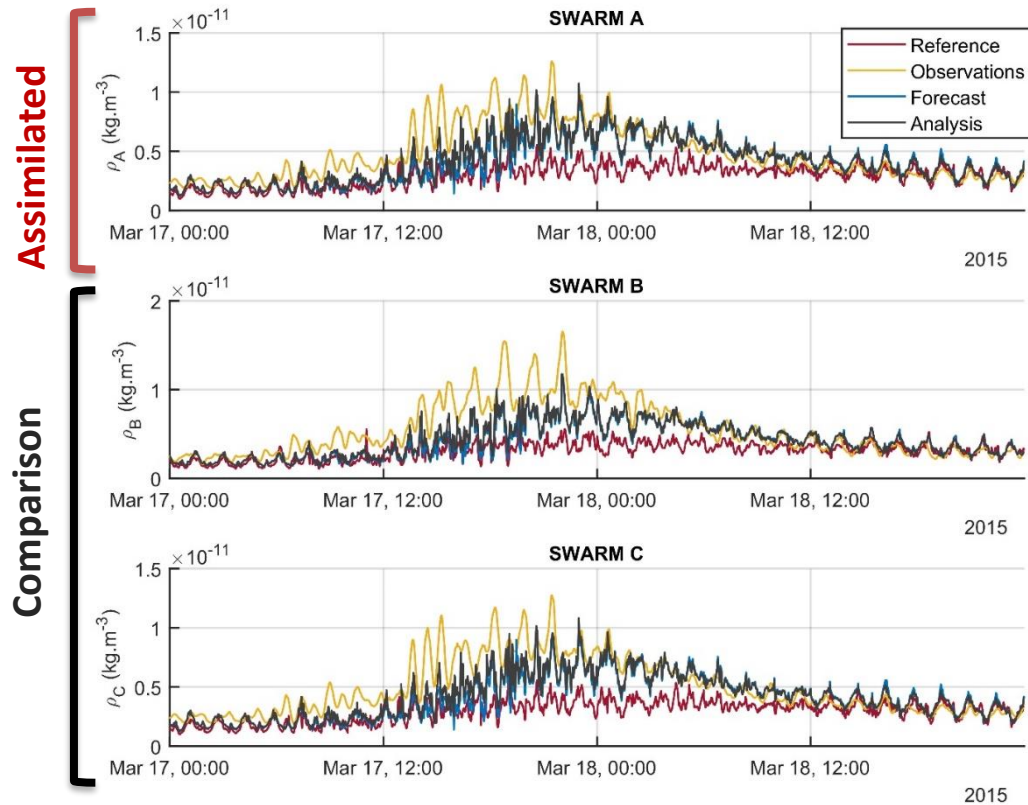 Assimilated
SWARM A
×10⁻¹¹
1.5
1
0.5
0
ρ_A (kg.m⁻³)
Reference
Observations
Forecast
Analysis
Mar 17, 00:00
Mar 17, 12:00
Mar 18, 00:00
Mar 18, 12:00
2015
Comparison
SWARM B
×10⁻¹¹
2
1
0
ρ_B (kg.m⁻³)
Mar 17, 00:00
Mar 17, 12:00
Mar 18, 00:00
Mar 18, 12:00
2015
SWARM C
×10⁻¹¹
1.5
1
0.5
0
ρ_C (kg.m⁻³)
Mar 17, 00:00
Mar 17, 12:00
Mar 18, 00:00
Mar 18, 12:00
2015